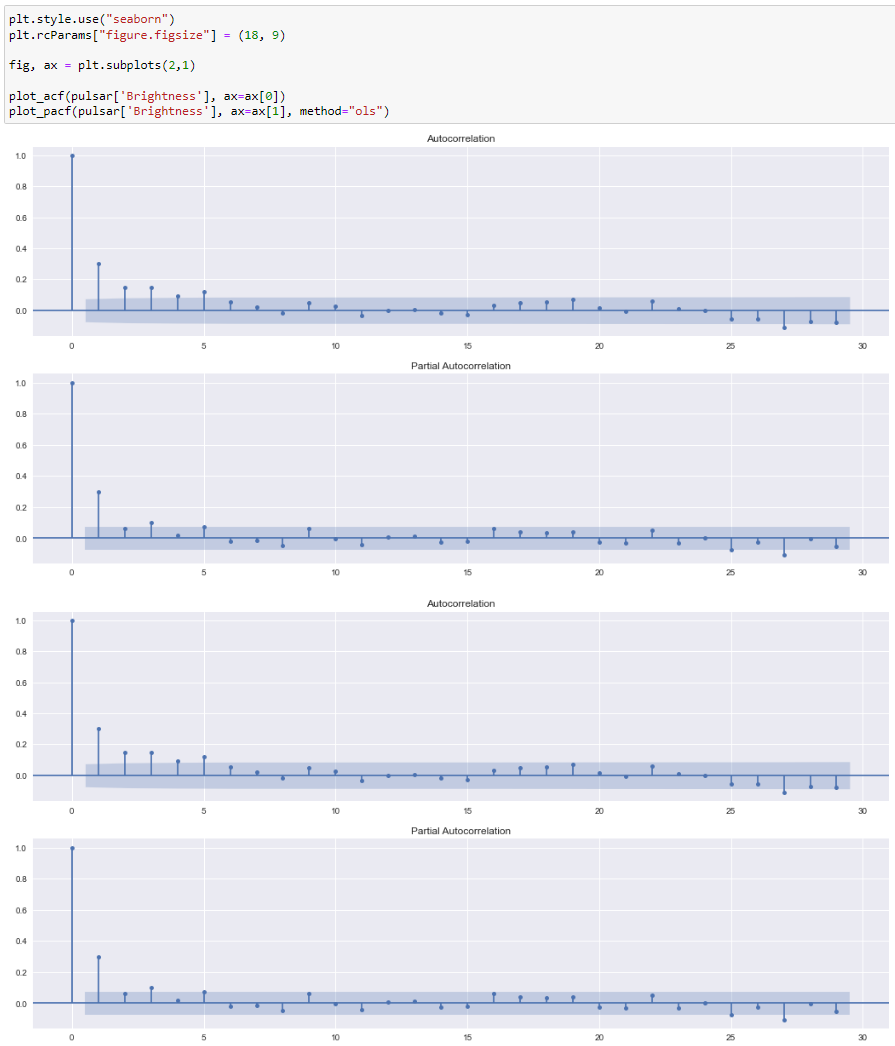 plt.style.use("seaborn")
plt.rcParams["figure.figsize"] = (18, 9)
fig, ax = plt.subplots(2,1)
plot_acf(pulsar['Brightness'], ax=ax[0])
plot_pacf(pulsar['Brightness'], ax=ax[1], method="ols")
Autocorrelation
1.0
0.8
0.6
0.4
0.2
0.0
0 5 10 15 20 25 30
Partial Autocorrelation
1.0
0.8
0.6
0.4
0.2
0.0
0 5 10 15 20 25 30
Autocorrelation
1.0
0.8
0.6
0.4
0.2
0.0
0 5 10 15 20 25 30
Partial Autocorrelation
1.0
0.8
0.6
0.4
0.2
0.0
0 5 10 15 20 25 30